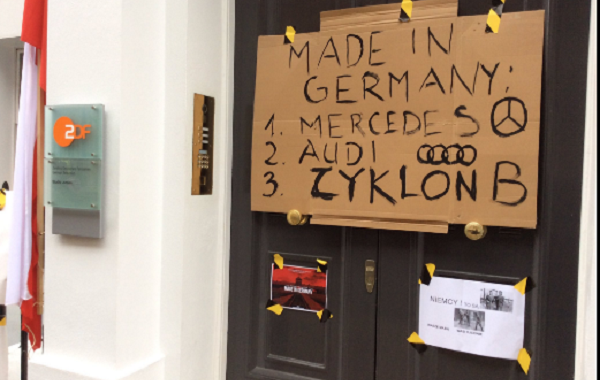 ZDF
MADE IN
GERMANY:
1. MERCEDES
2. AUDI
3. ZYKLON B
NIEMCY